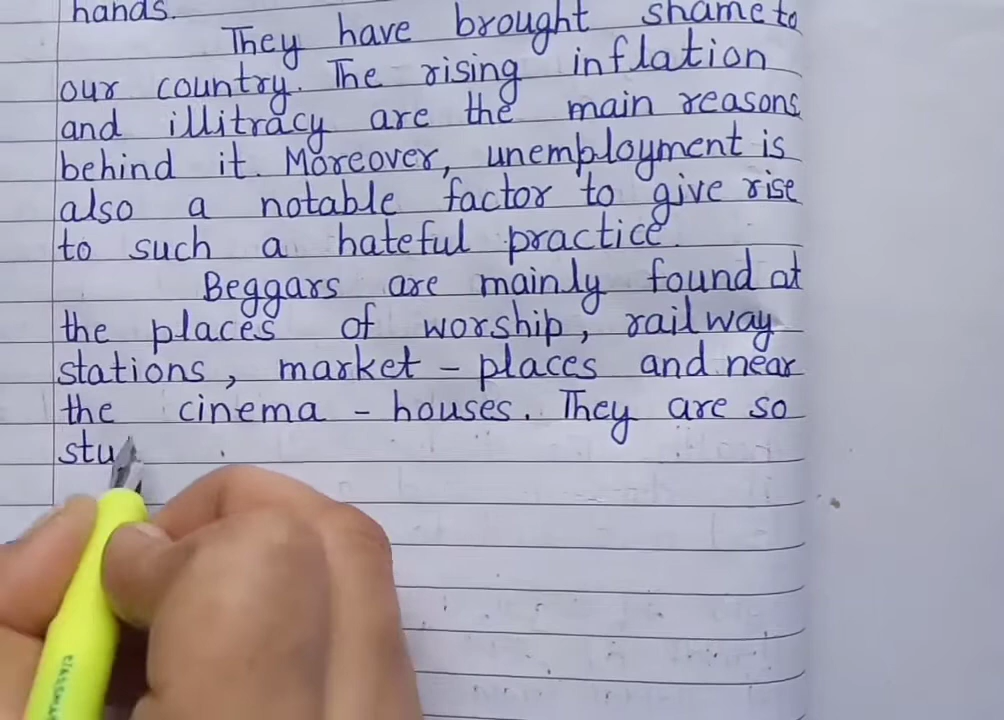 hands.
They have brought shame to
our country. The rising inflation
and illitracy are the main reasons
behind it. Moreover, unemployment is
also a notable factor to give rise
to such a hateful practice.
Beggars are mainly found at
the places of worship, railway
stations, market - places and near
the cinema - houses. They are so
stu